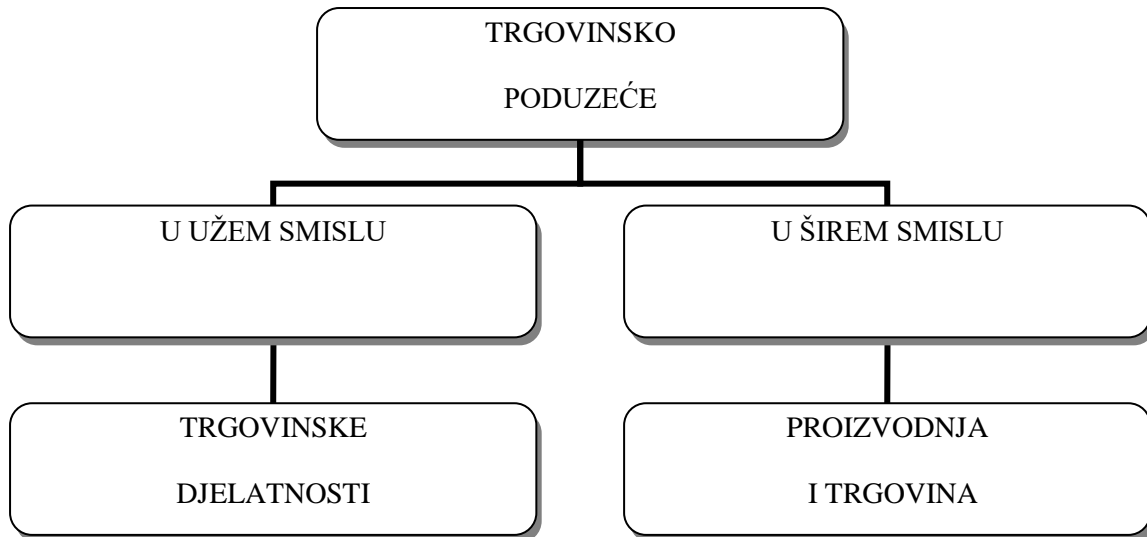 TRGOVINSKO
PODUZEĆE
U UŽEM SMISLU
U ŠIREM SMISLU
TRGOVINSKE
DJELATNOSTI
PROIZVODNJA
I TRGOVINA